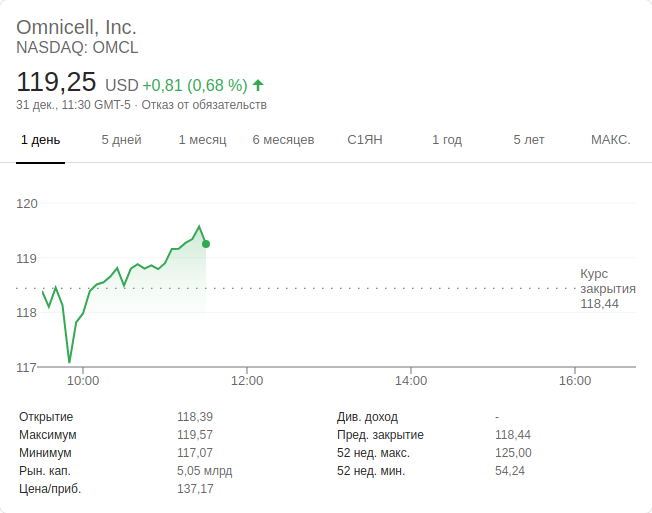 Omnicell, Inc.
NASDAQ: OMCL
119,25 USD +0,81 (0,68 %)
31 дек., 11:30 GMT-5 · Отказ от обязательств
1 день 5 дней 1 месяц 6 месяцев С1ЯН 1 год 5 лет МАКС.
120
119
118
117
Курс
закрытия
118,44
10:00 12:00 14:00 16:00
Открытие 118,39 Див. доход -
Максимум 119,57 Пред. закрытие 118,44
Минимум 117,07 52 нед. макс. 125,00
Рын. кап. 5,05 млрд 52 нед. мин. 54,24
Цена/приб. 137,17